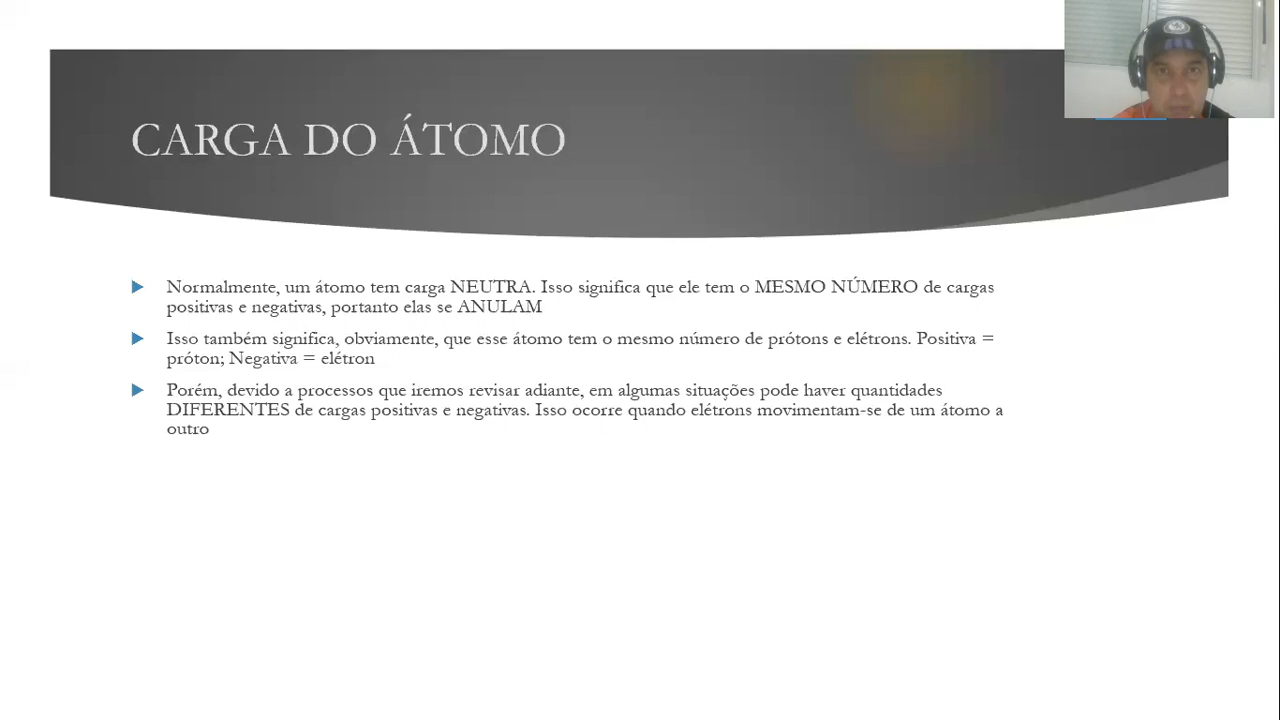 CARGA DO ÁTOMO
Normalmente, um átomo tem carga NEUTRA. Isso significa que ele tem o MESMO NÚMERO de cargas
positivas e negativas, portanto elas se ANULAM
Isso também significa, obviamente, que esse átomo tem o mesmo número de prótons e elétrons. Positiva =
próton; Negativa = elétron
Porém, devido a processos que iremos revisar adiante, em algumas situações pode haver quantidades
DIFERENTES de cargas positivas e negativas. Isso ocorre quando elétrons movimentam-se de um átomo a
outro